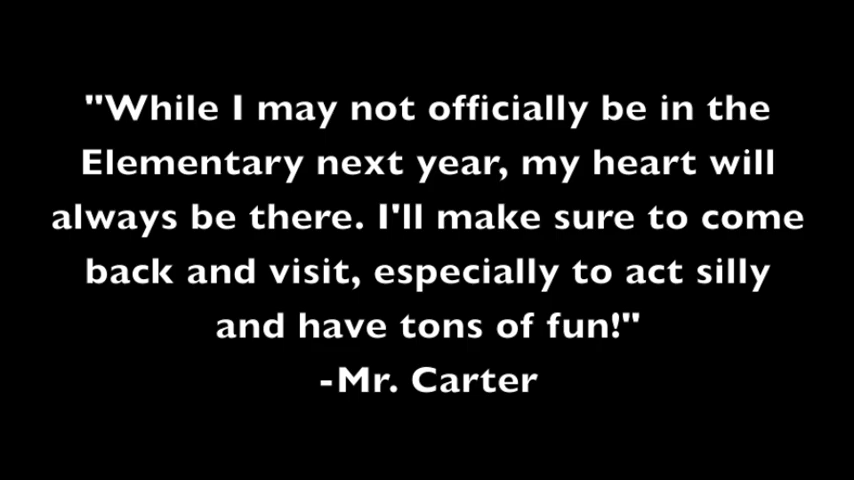 "While I may not officially be in the
Elementary next year, my heart will
always be there. I'll make sure to come
back and visit, especially to act silly
and have tons of fun!"
-Mr. Carter